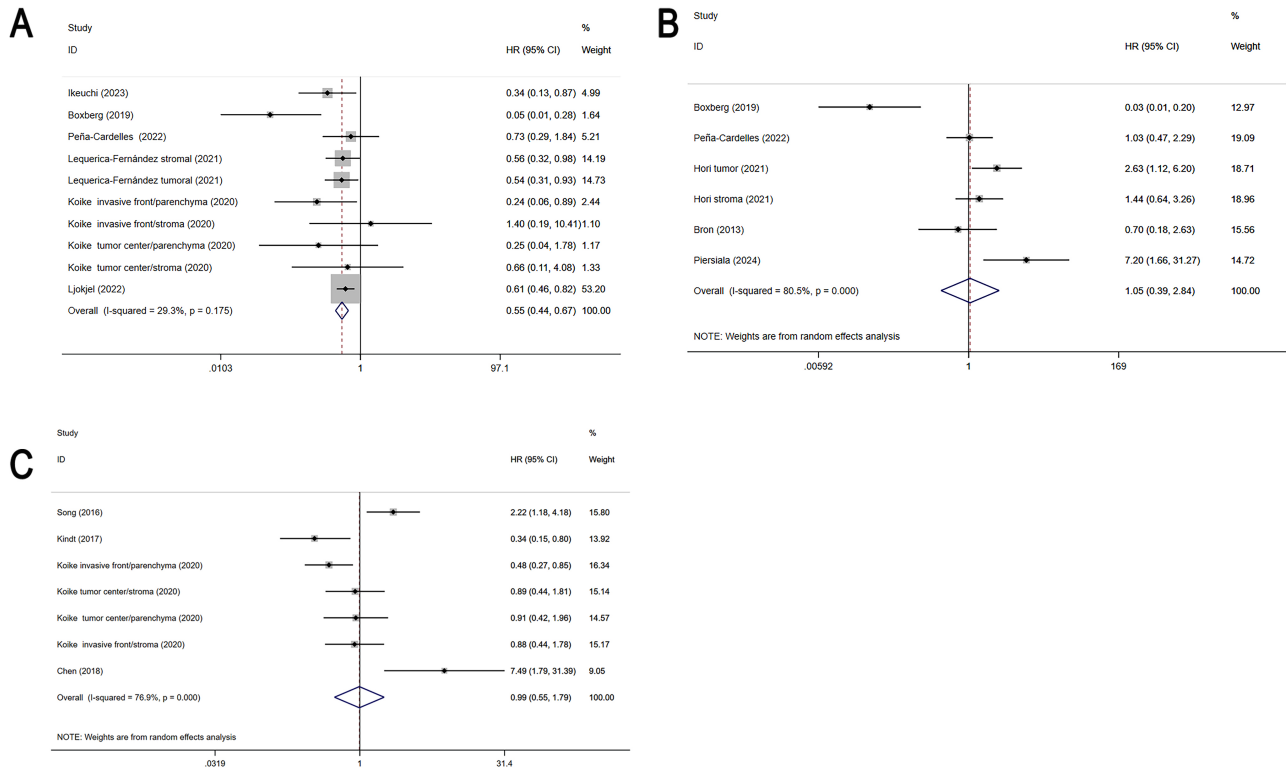 A
Study %
ID HR (95% CI) Weight
Ikeuchi (2023) 0.34 (0.13, 0.87) 4.99
Boxberg (2019) 0.05 (0.01, 0.28) 1.64
Peña-Cardelles (2022) 0.73 (0.29, 1.84) 5.21
Lequerica-Fernández stromal (2021) 0.56 (0.32, 0.98) 14.19
Lequerica-Fernández tumoral (2021) 0.54 (0.31, 0.93) 14.73
Koike invasive front/parenchyma (2020) 0.24 (0.06, 0.89) 2.44
Koike invasive front/stroma (2020) 1.40 (0.19, 10.41) 1.10
Koike tumor center/parenchyma (2020) 0.25 (0.04, 1.78) 1.17
Koike tumor center/stroma (2020) 0.66 (0.11, 4.08) 1.33
Ljokjel (2022) 0.61 (0.46, 0.82) 53.20
Overall (I-squared = 29.3%, p = 0.175) 0.55 (0.44, 0.67) 100.00
.0103 1 97.1
B
Study %
ID HR (95% CI) Weight
Boxberg (2019) 0.03 (0.01, 0.20) 12.97
Peña-Cardelles (2022) 1.03 (0.47, 2.29) 19.09
Hori tumor (2021) 2.63 (1.12, 6.20) 18.71
Hori stroma (2021) 1.44 (0.64, 3.26) 18.96
Bron (2013) 0.70 (0.18, 2.63) 15.56
Piersiala (2024) 7.20 (1.66, 31.27) 14.72
Overall (I-squared = 80.5%, p = 0.000) 1.05 (0.39, 2.84) 100.00
NOTE: Weights are from random effects analysis
.00592 1 169
C
Study %
ID HR (95% CI) Weight
Song (2016) 2.22 (1.18, 4.18) 15.80
Kindt (2017) 0.34 (0.15, 0.80) 13.92
Koike invasive front/parenchyma (2020) 0.48 (0.27, 0.85) 16.34
Koike tumor center/stroma (2020) 0.89 (0.44, 1.81) 15.14
Koike tumor center/parenchyma (2020) 0.91 (0.42, 1.96) 14.57
Koike invasive front/stroma (2020) 0.88 (0.44, 1.78) 15.17
Chen (2018) 7.49 (1.79, 31.39) 9.05
Overall (I-squared = 76.9%, p = 0.000) 0.99 (0.55, 1.79) 100.00
NOTE: Weights are from random effects analysis
.0319 1 31.4